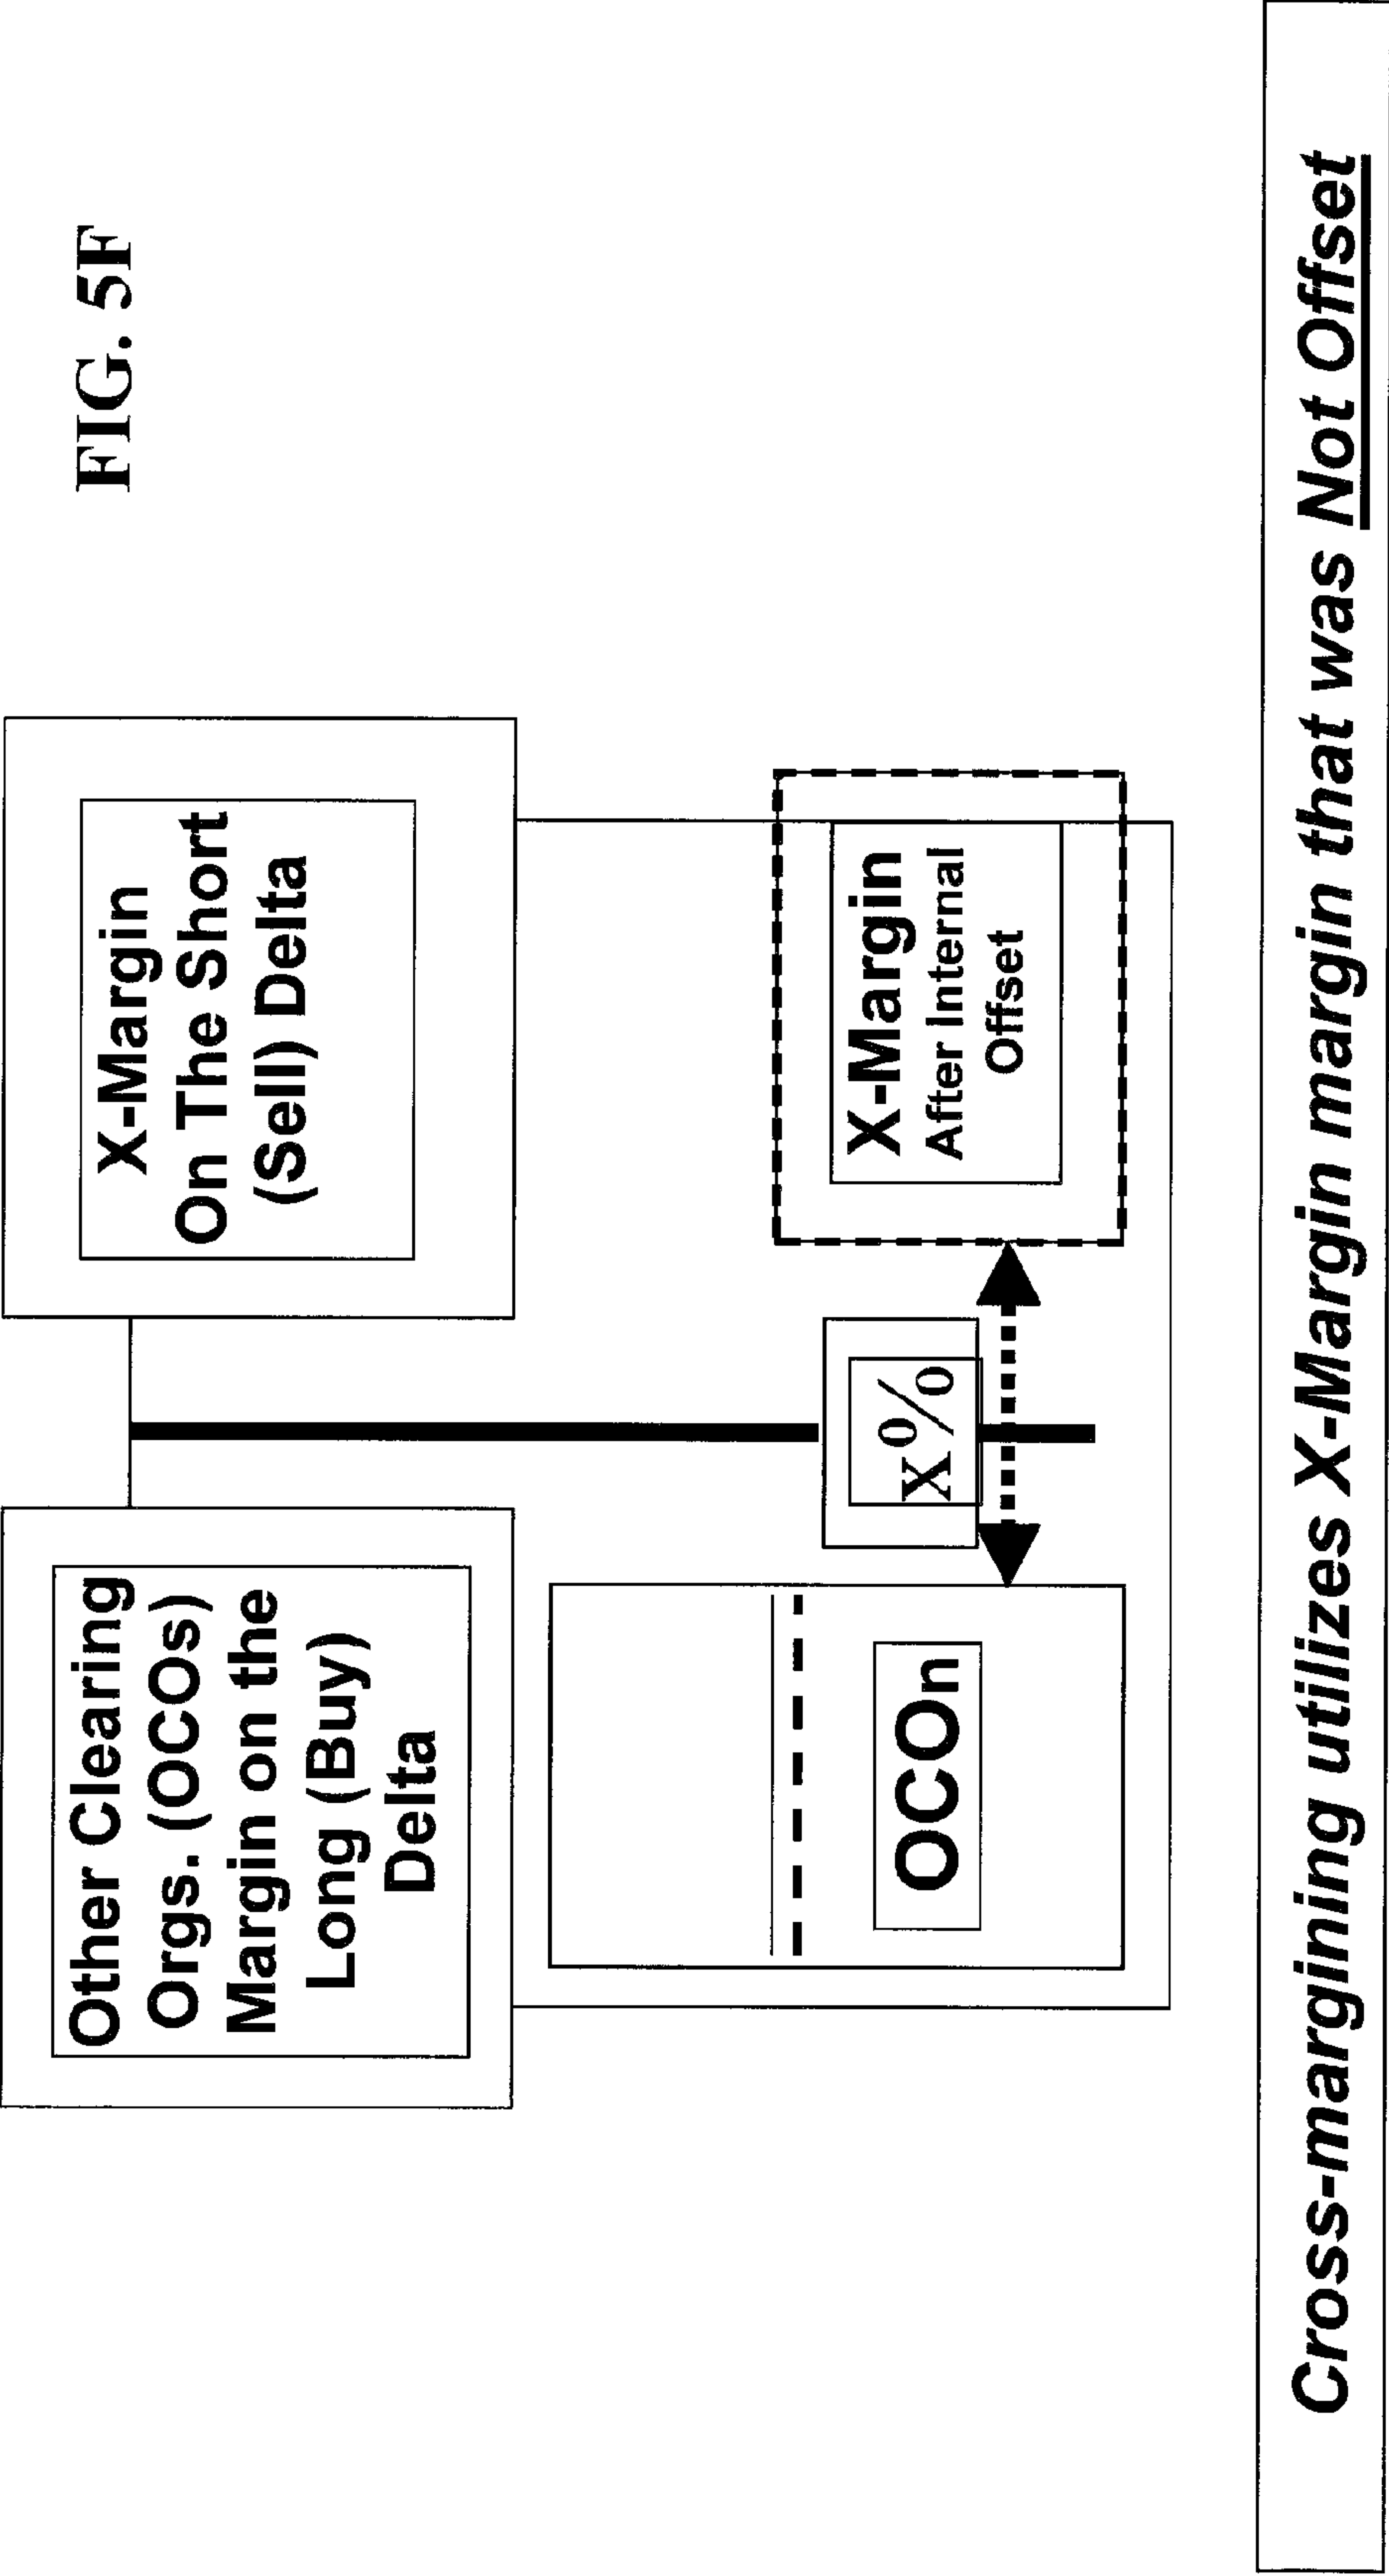 FIG. 5F
Other Clearing
Orgs. (OCOs)
Margin on the
Long (Buy)
Delta
X-Margin
On The Short
(Sell) Delta
x%
OCOn
X-Margin
After Internal
Offset
Cross-margining utilizes X-Margin margin that was Not Offset